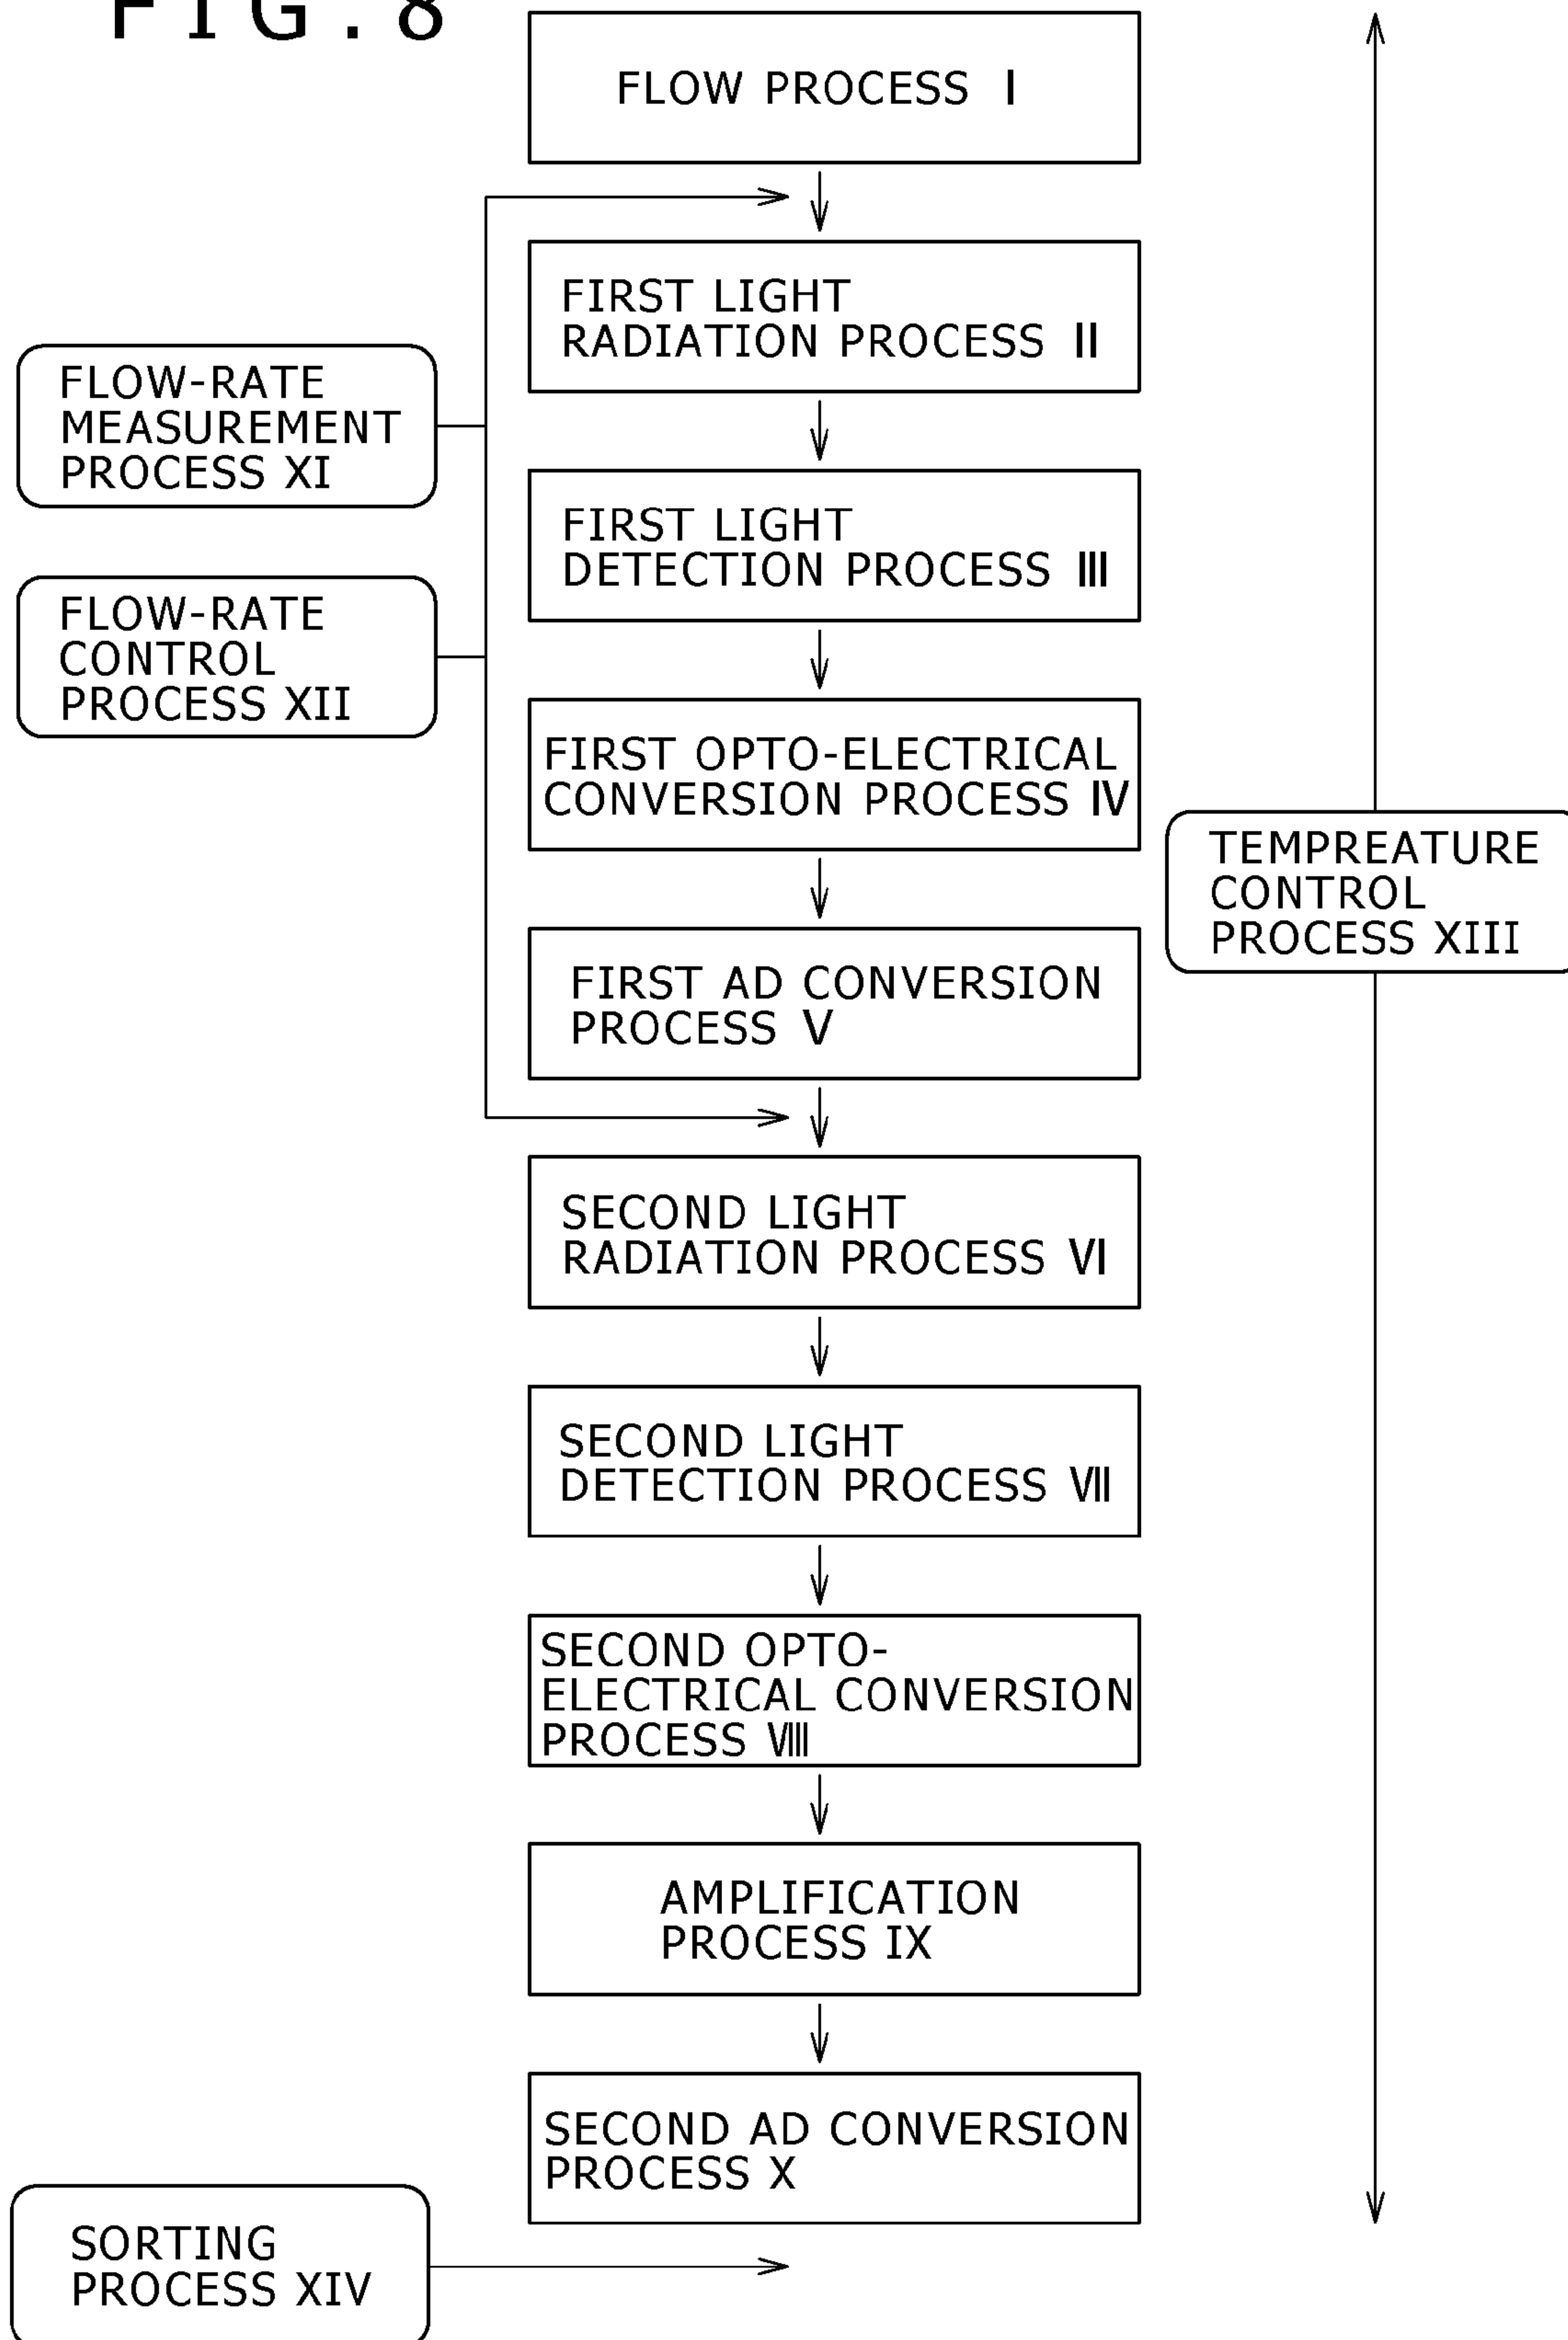 FIG.8
FLOW PROCESS I
FIRST LIGHT
RADIATION PROCESS II
FLOW-RATE
MEASUREMENT
PROCESS XI
FIRST LIGHT
DETECTION PROCESS III
FLOW-RATE
CONTROL
PROCESS XII
FIRST OPTO-ELECTRICAL
CONVERSION PROCESS IV
TEMPREATURE
CONTROL
PROCESS XIII
FIRST AD CONVERSION
PROCESS V
SECOND LIGHT
RADIATION PROCESS VI
SECOND LIGHT
DETECTION PROCESS VII
SECOND OPTO-
ELECTRICAL CONVERSION
PROCESS VIII
AMPLIFICATION
PROCESS IX
SECOND AD CONVERSION
PROCESS X
SORTING
PROCESS XIV